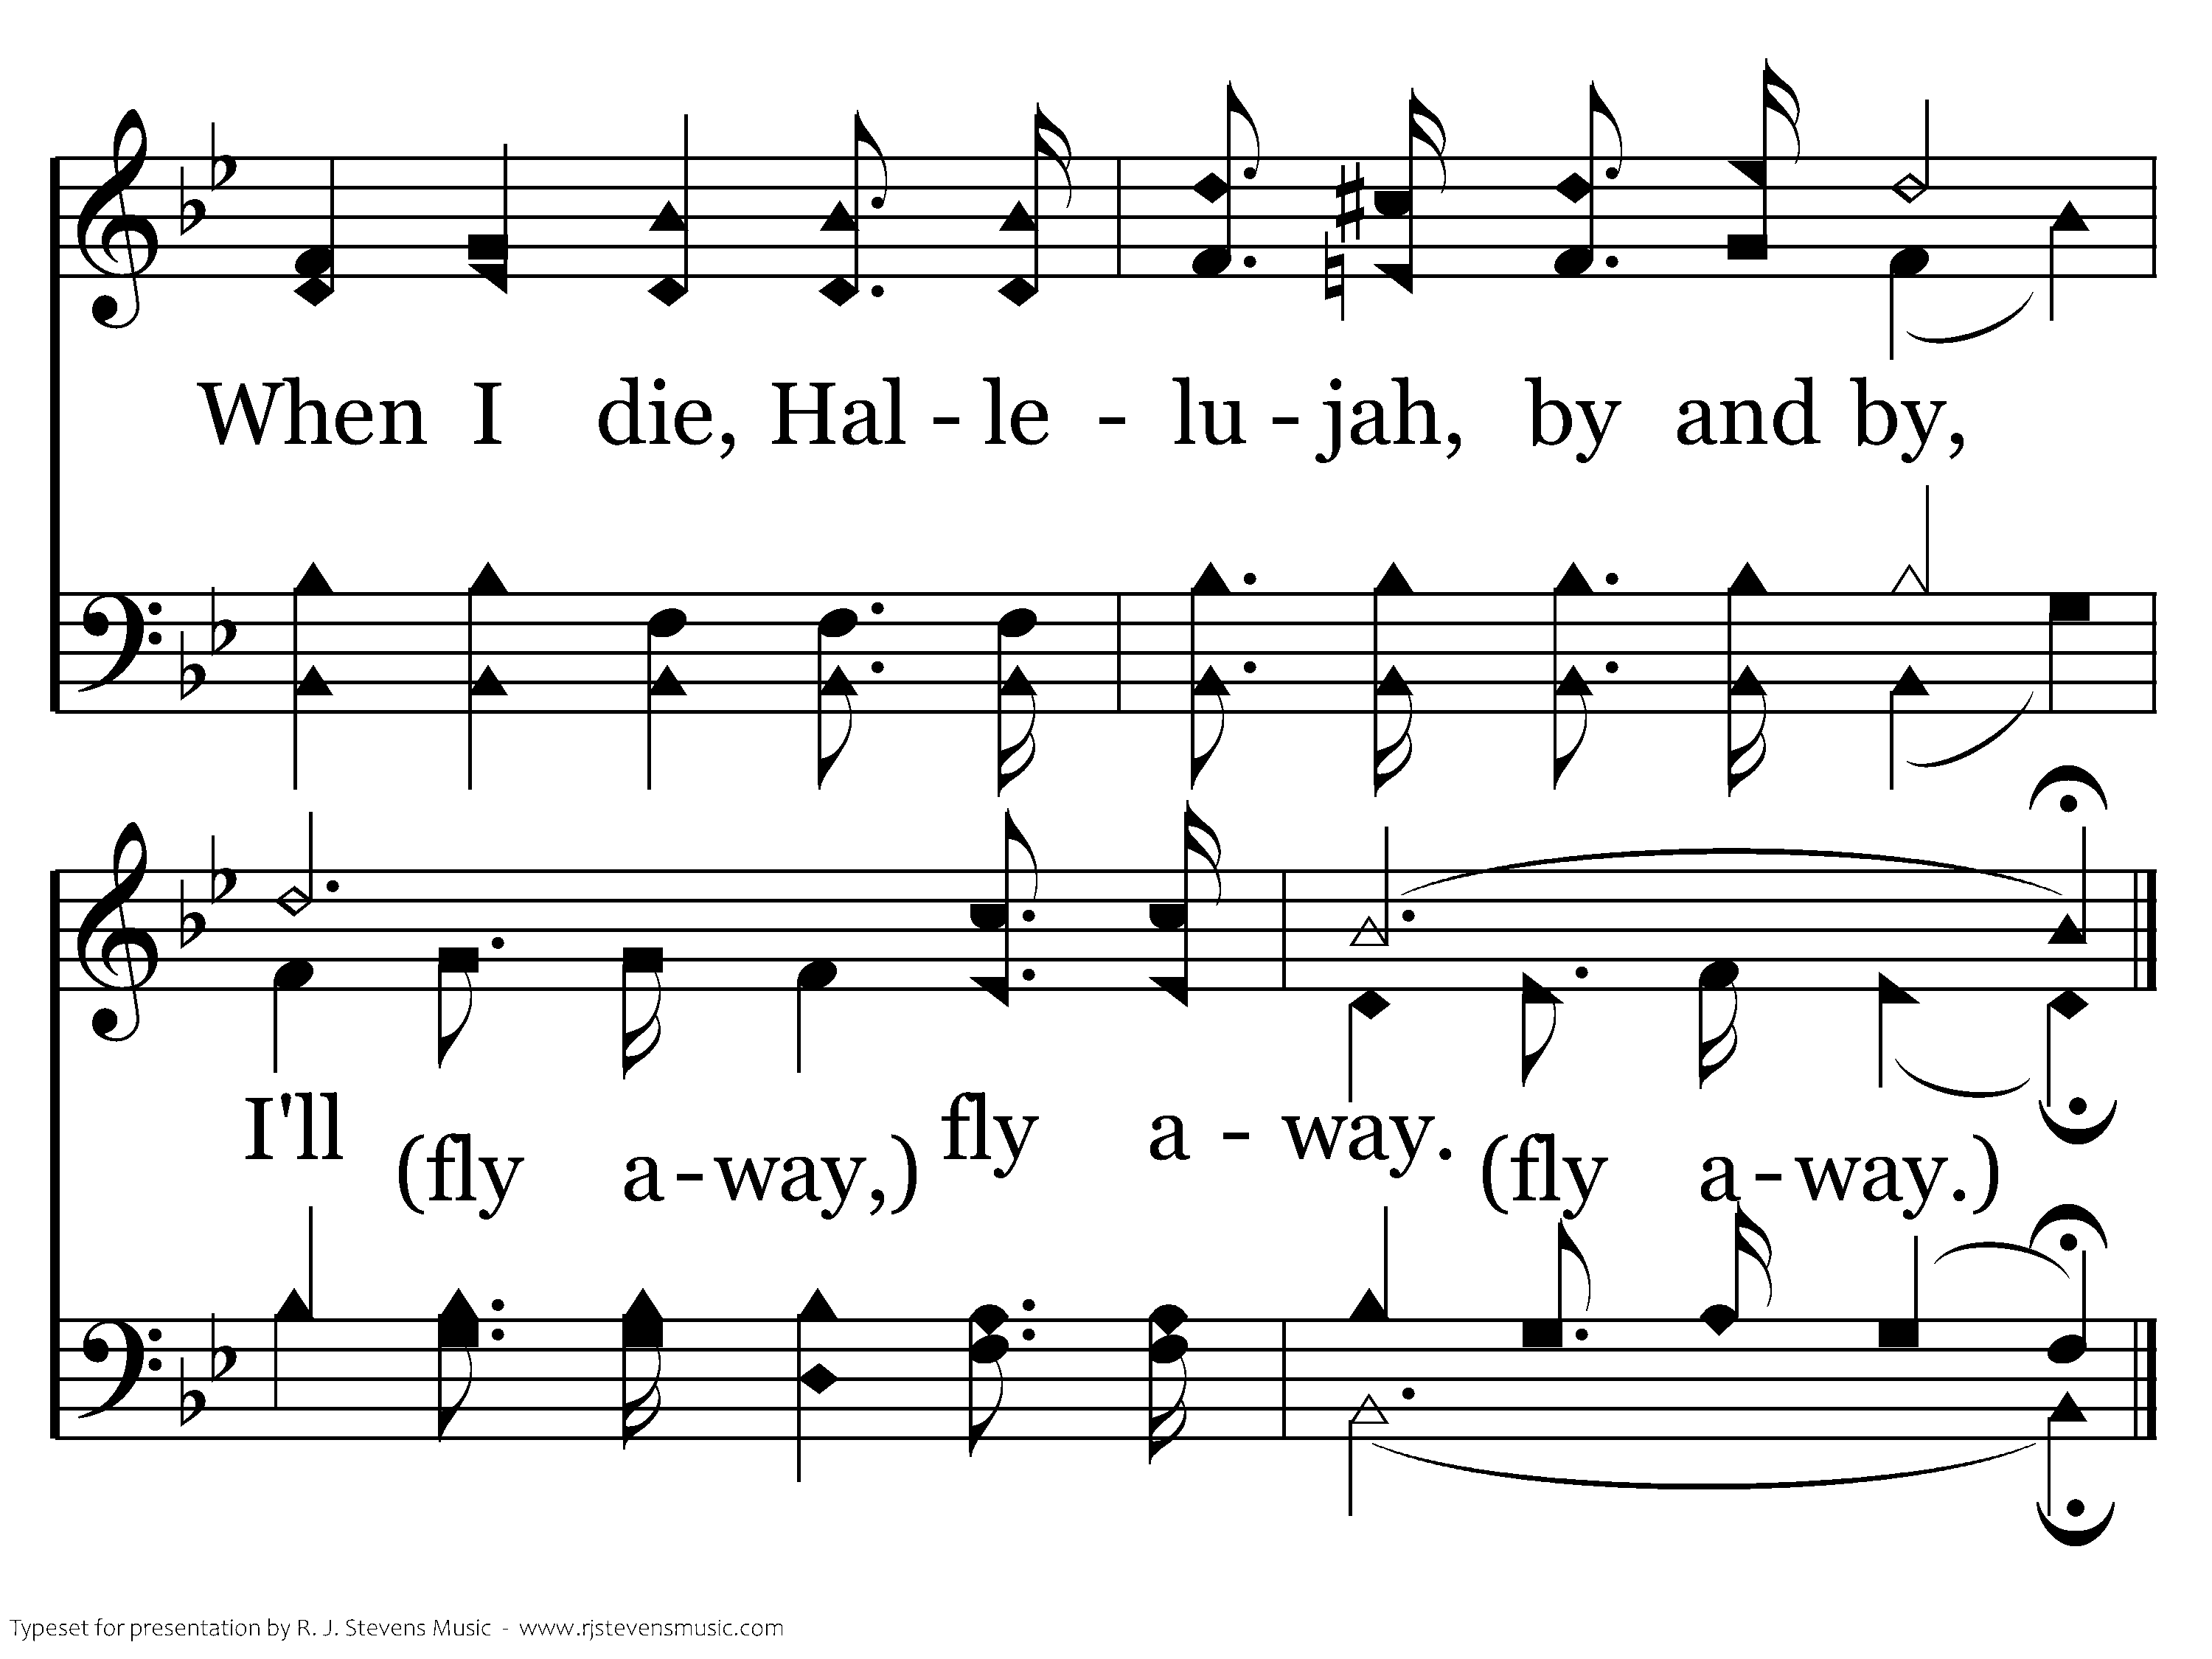 When I die, Hal - le - lu - jah, by and by,
I'll (fly a - way,) fly a - way. (fly a - way.)
Typeset for presentation by R. J. Stevens Music - www.rjstevensmusic.com